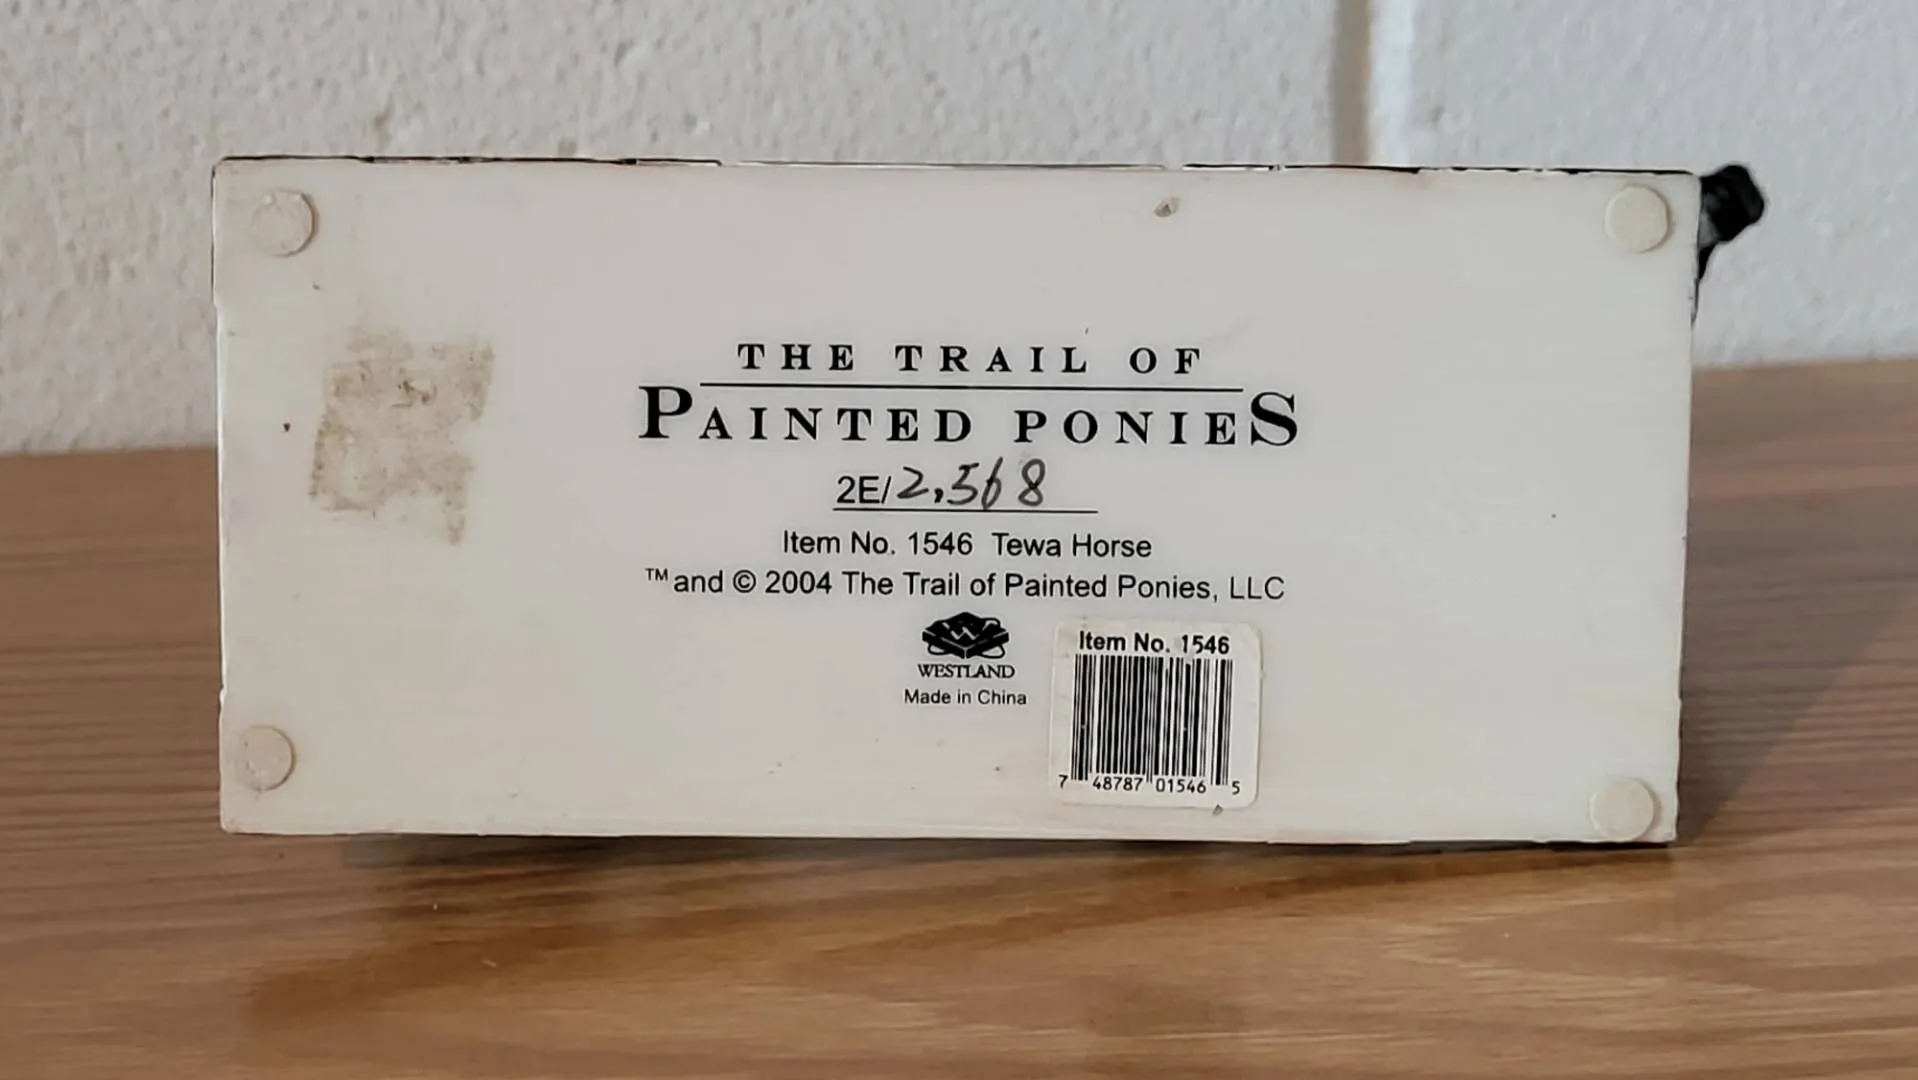 THE TRAIL OF
PAINTED PONIES
2E/2,568
Item No. 1546 Tewa Horse
™ and © 2004 The Trail of Painted Ponies, LLC
WESTLAND
Made in China
Item No. 1546
7 48787 01546 5